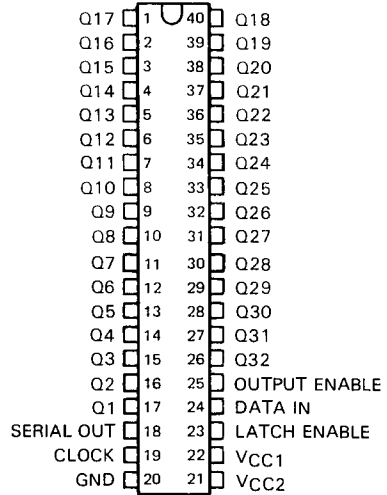 Q17 1 40 Q18
Q16 2 39 Q19
Q15 3 38 Q20
Q14 4 37 Q21
Q13 5 36 Q22
Q12 6 35 Q23
Q11 7 34 Q24
Q10 8 33 Q25
Q9 9 32 Q26
Q8 10 31 Q27
Q7 11 30 Q28
Q6 12 29 Q29
Q5 13 28 Q30
Q4 14 27 Q31
Q3 15 26 Q32
Q2 16 25 OUTPUT ENABLE
Q1 17 24 DATA IN
SERIAL OUT 18 23 LATCH ENABLE
CLOCK 19 22 VCC1
GND 20 21 VCC2